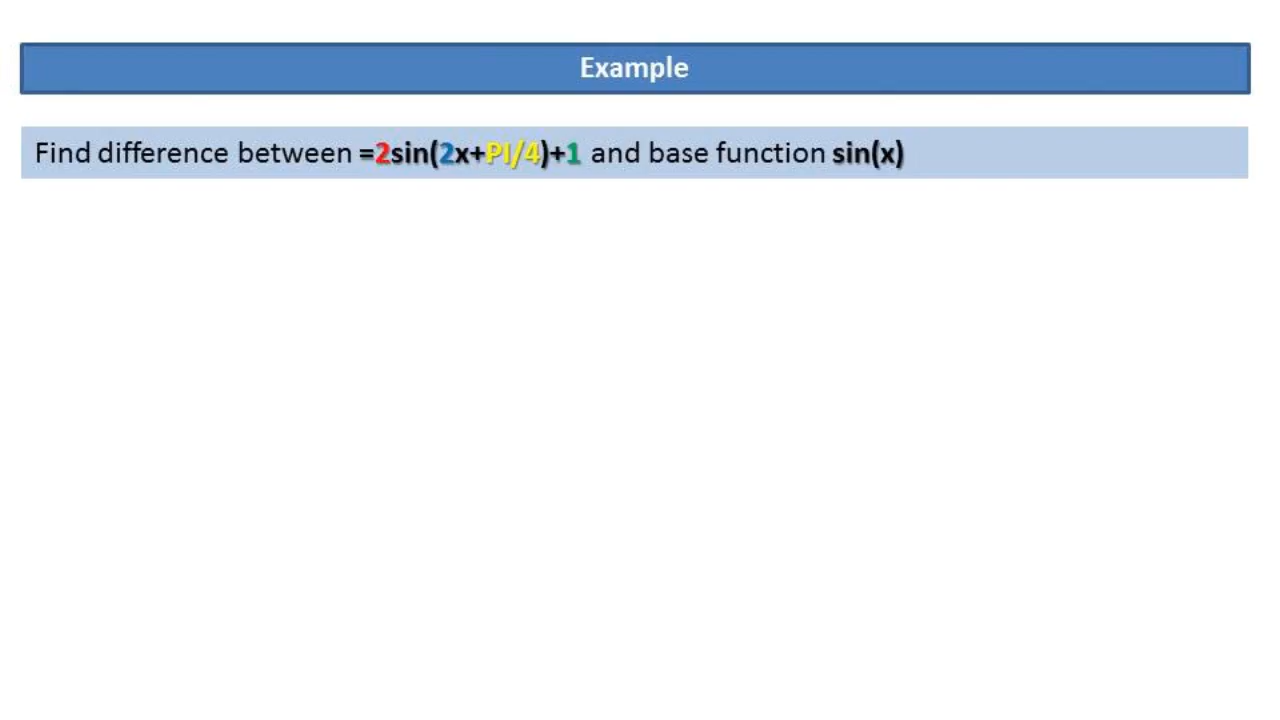 Example
Find difference between =2sin(2x+PI/4)+1 and base function sin(x)